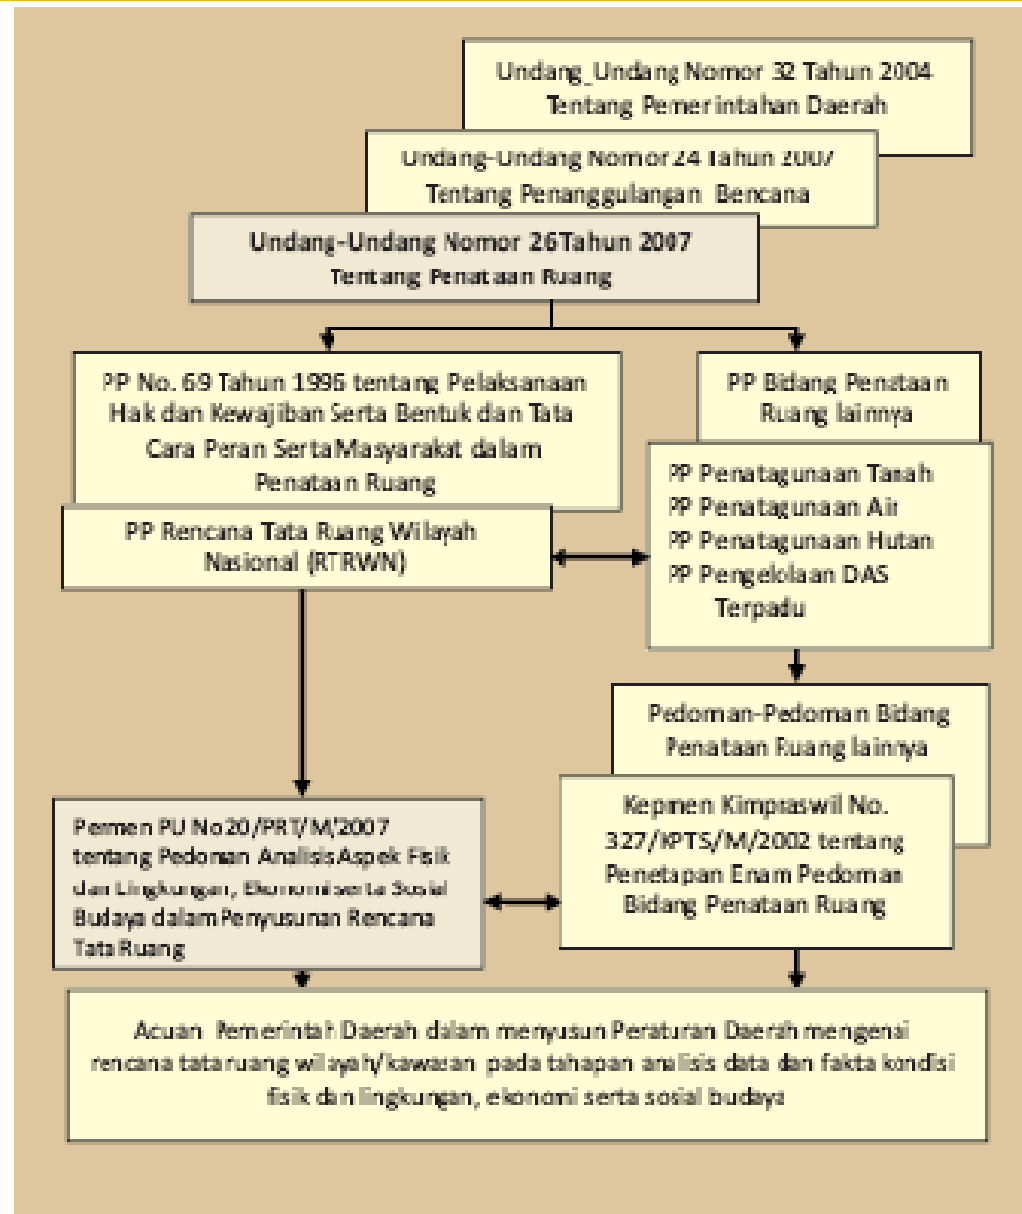 Undang_Undang Nomor 32 Tahun 2004
Tentang Pemerintahan Daerah
Undang-Undang Nomor 24 Tahun 2007
Tentang Penanggulangan Bencana
Undang-Undang Nomor 26 Tahun 2007
Tentang Penataan Ruang
PP No. 69 Tahun 1996 tentang Pelaksanaan
Hak dan Kewajiban Serta Bentuk dan Tata
Cara Peran Serta Masyarakat dalam
Penataan Ruang
PP Rencana Tata Ruang Wilayah
Nasional (RTRWN)
PP Bidang Penataan
Ruang lainnya
PP Penatagunaan Tanah
PP Penatagunaan Air
PP Penatagunaan Hutan
PP Pengelolaan DAS
Terpadu
Pedoman-Pedoman Bidang
Penataan Ruang lainnya
Kepmen Kimpraswil No.
327/KPTS/M/2002 tentang
Penetapan Enam Pedoman
Bidang Penataan Ruang
Permen PU No20/PRT/M/2007
tentang Pedoman Analisis Aspek Fisik
dan Lingkungan, Ekonomi serta Sosial
Budaya dalam Penyusunan Rencana
Tata Ruang
Acuan Pemerintah Daerah dalam menyusun Peraturan Daerah mengenai
rencana tata ruang wilayah/kawasan pada tahapan analisis data dan fakta kondisi
fisik dan lingkungan, ekonomi serta sosial budaya